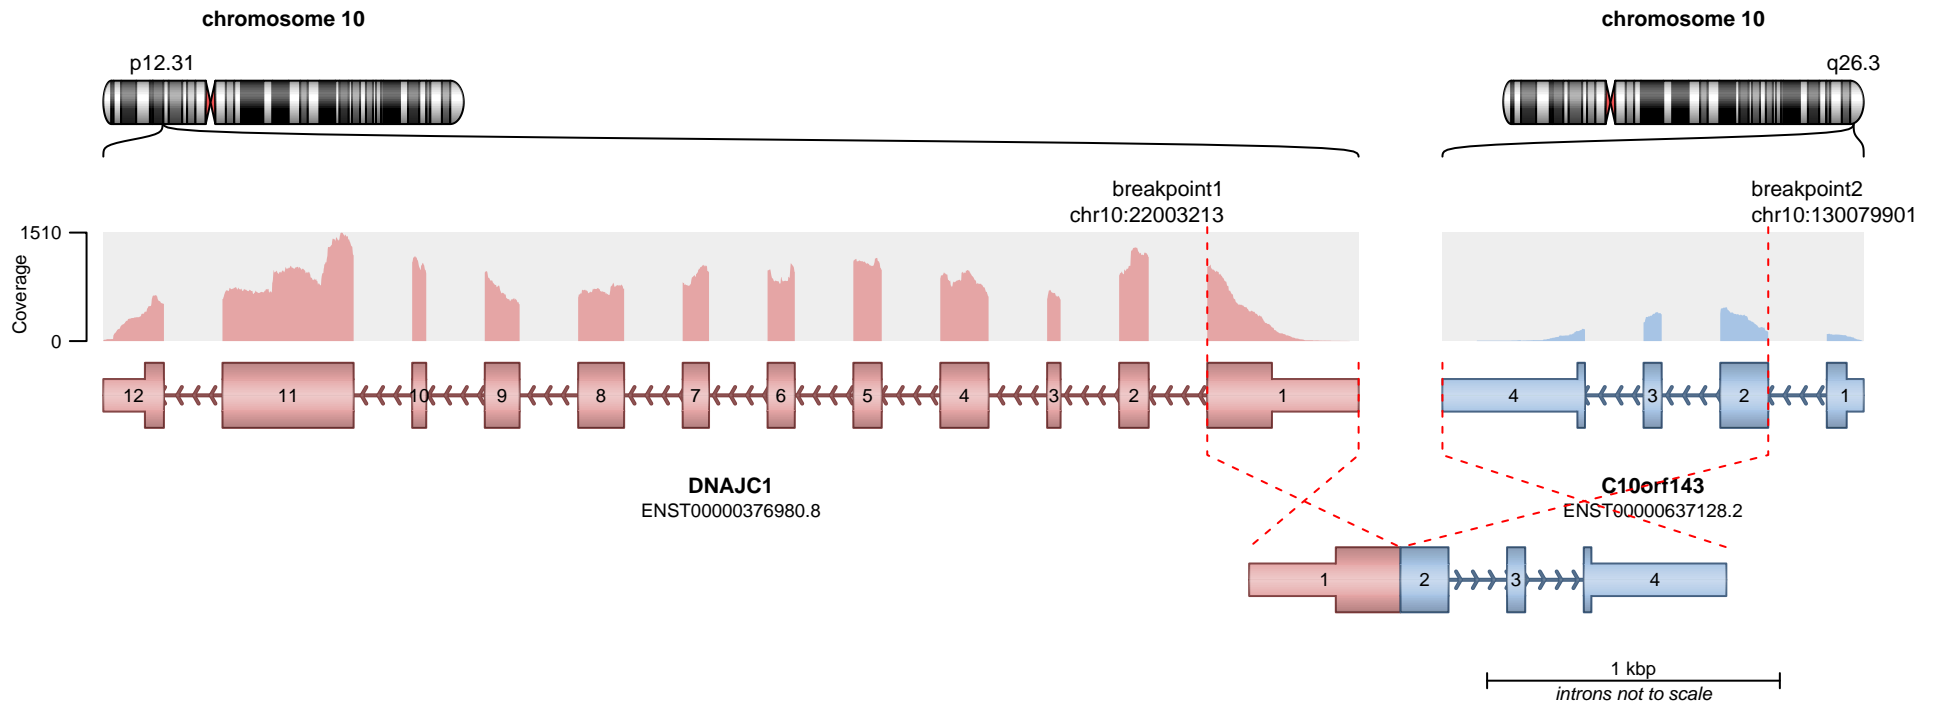 chromosome 10
chromosome 10
p12.31
q26.3
breakpoint1
chr10:22003213
breakpoint2
chr10:130079901
1510
Coverage
0
12 11 10 9 8 7 6 5 4 3 2 1
4 3 2 1
DNAJC1
ENST00000376980.8
C10orf143
ENST00000637128.2
1 2 3 4
1 kbp
introns not to scale